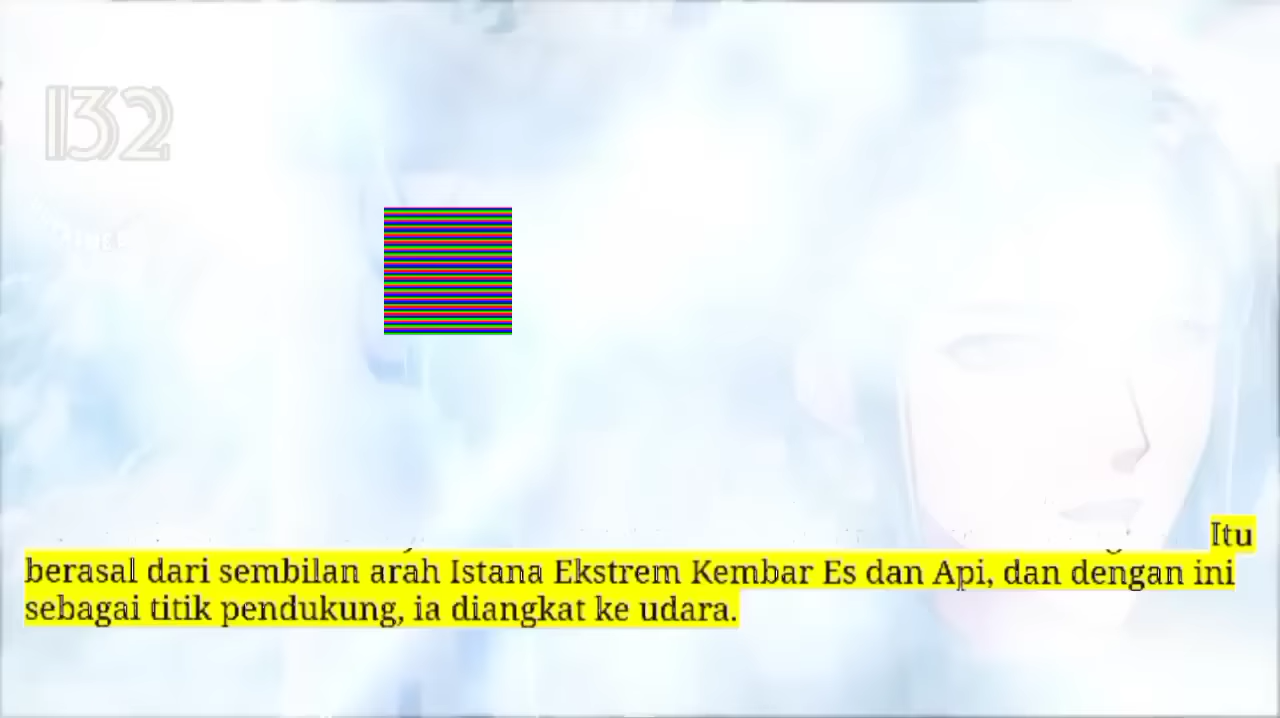 132
Itu
berasal dari sembilan arah Istana Ekstrem Kembar Es dan Api, dan dengan ini
sebagai titik pendukung, ia diangkat ke udara.